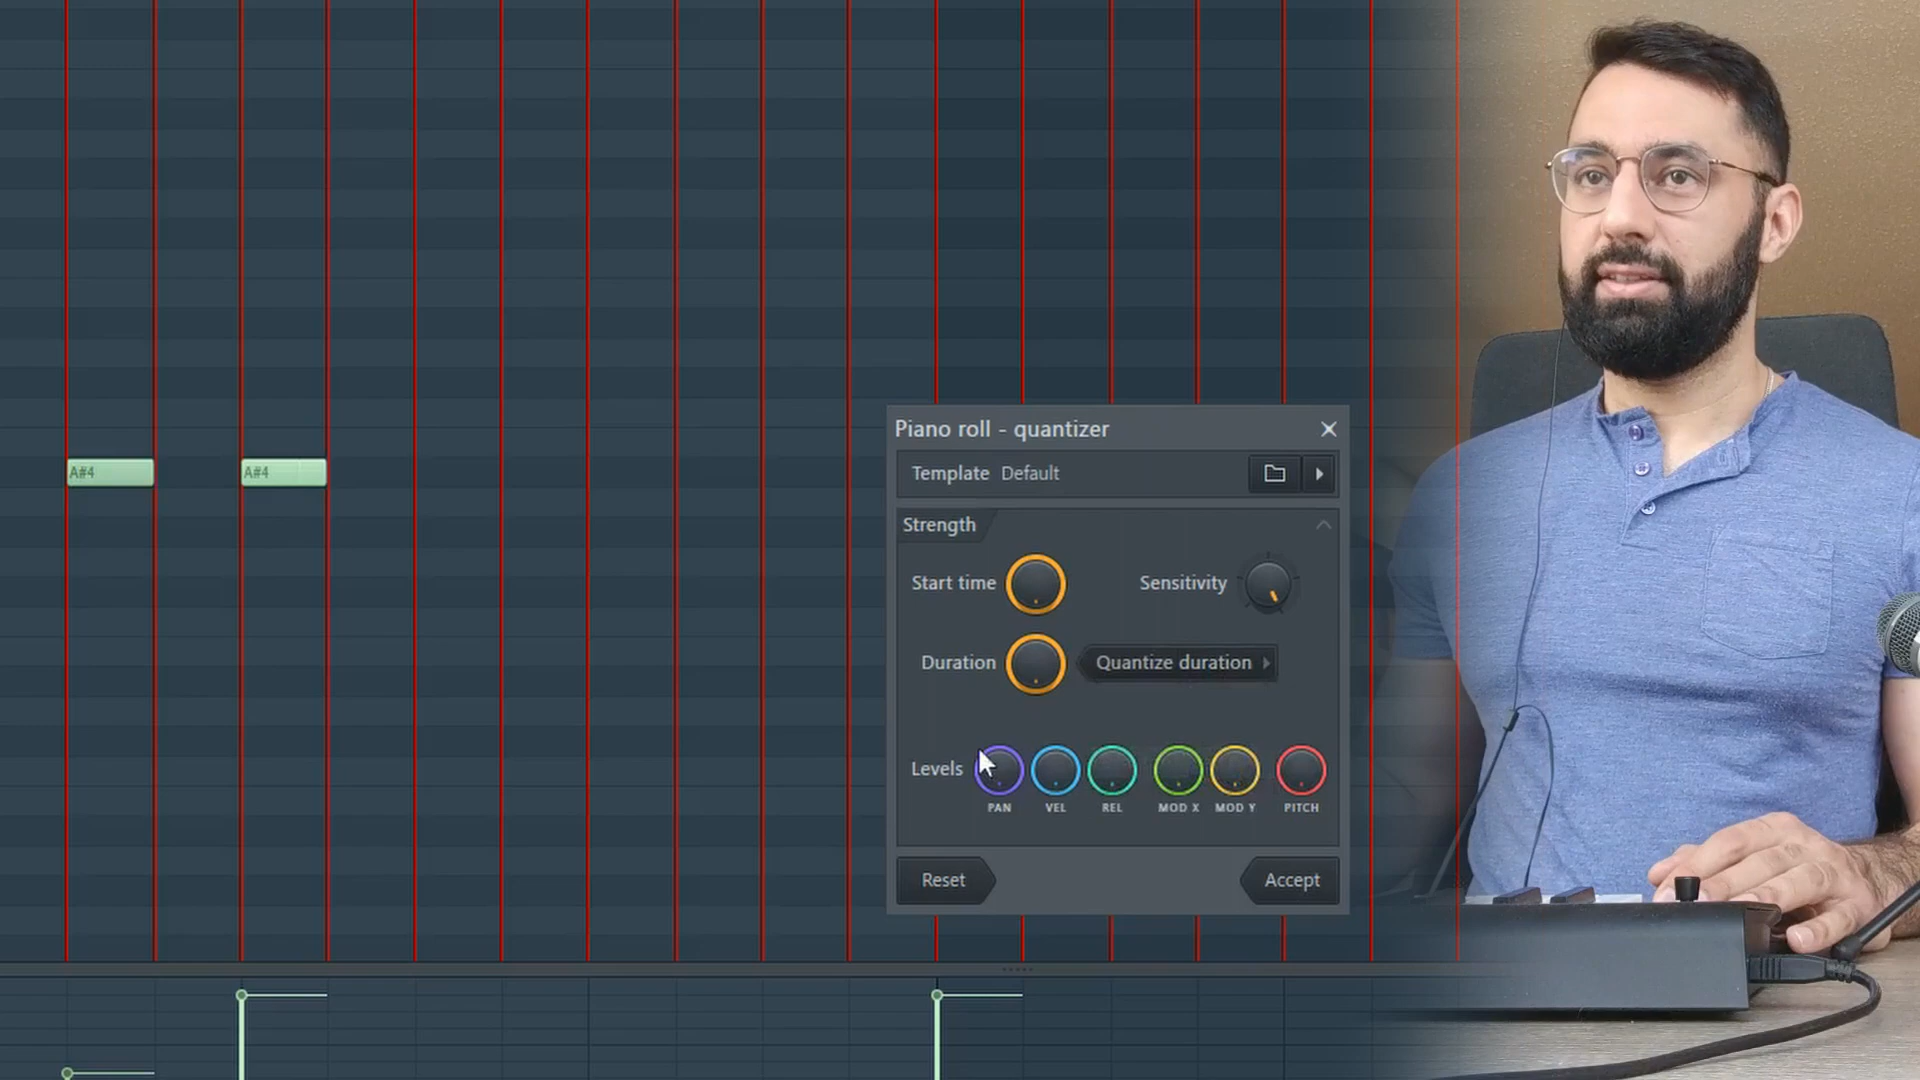 Piano roll - quantizer
Template Default
Strength
Start time
Sensitivity
A#4
A#4
Duration
Quantize duration
Levels
PAN
VEL
REL
MOD X
MOD Y
PITCH
Reset
Accept